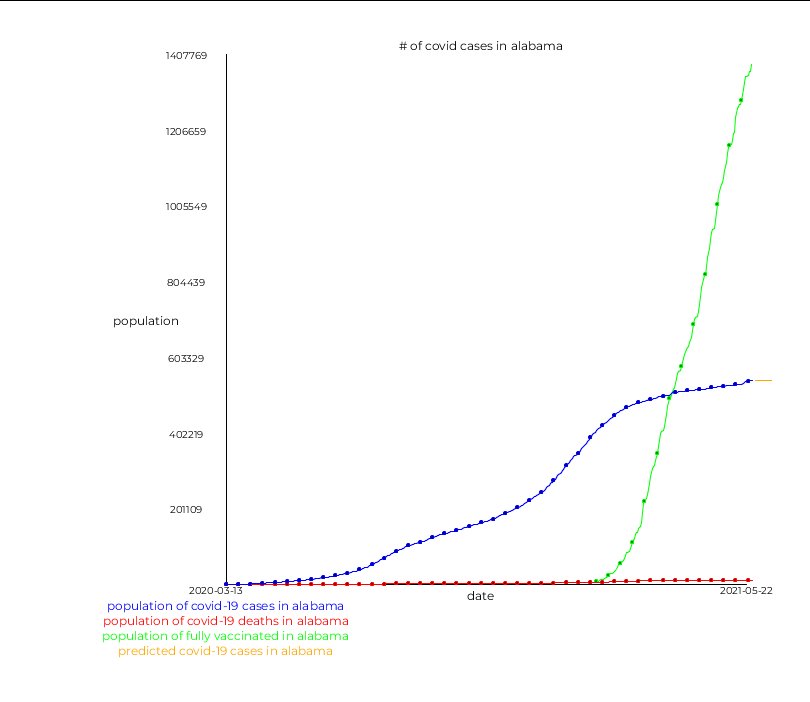 # of covid cases in alabama
1407769
1206659
1005549
804439
population
603329
402219
201109
2020-03-13
2021-05-22
date
population of covid-19 cases in alabama
population of covid-19 deaths in alabama
population of fully vaccinated in alabama
predicted covid-19 cases in alabama